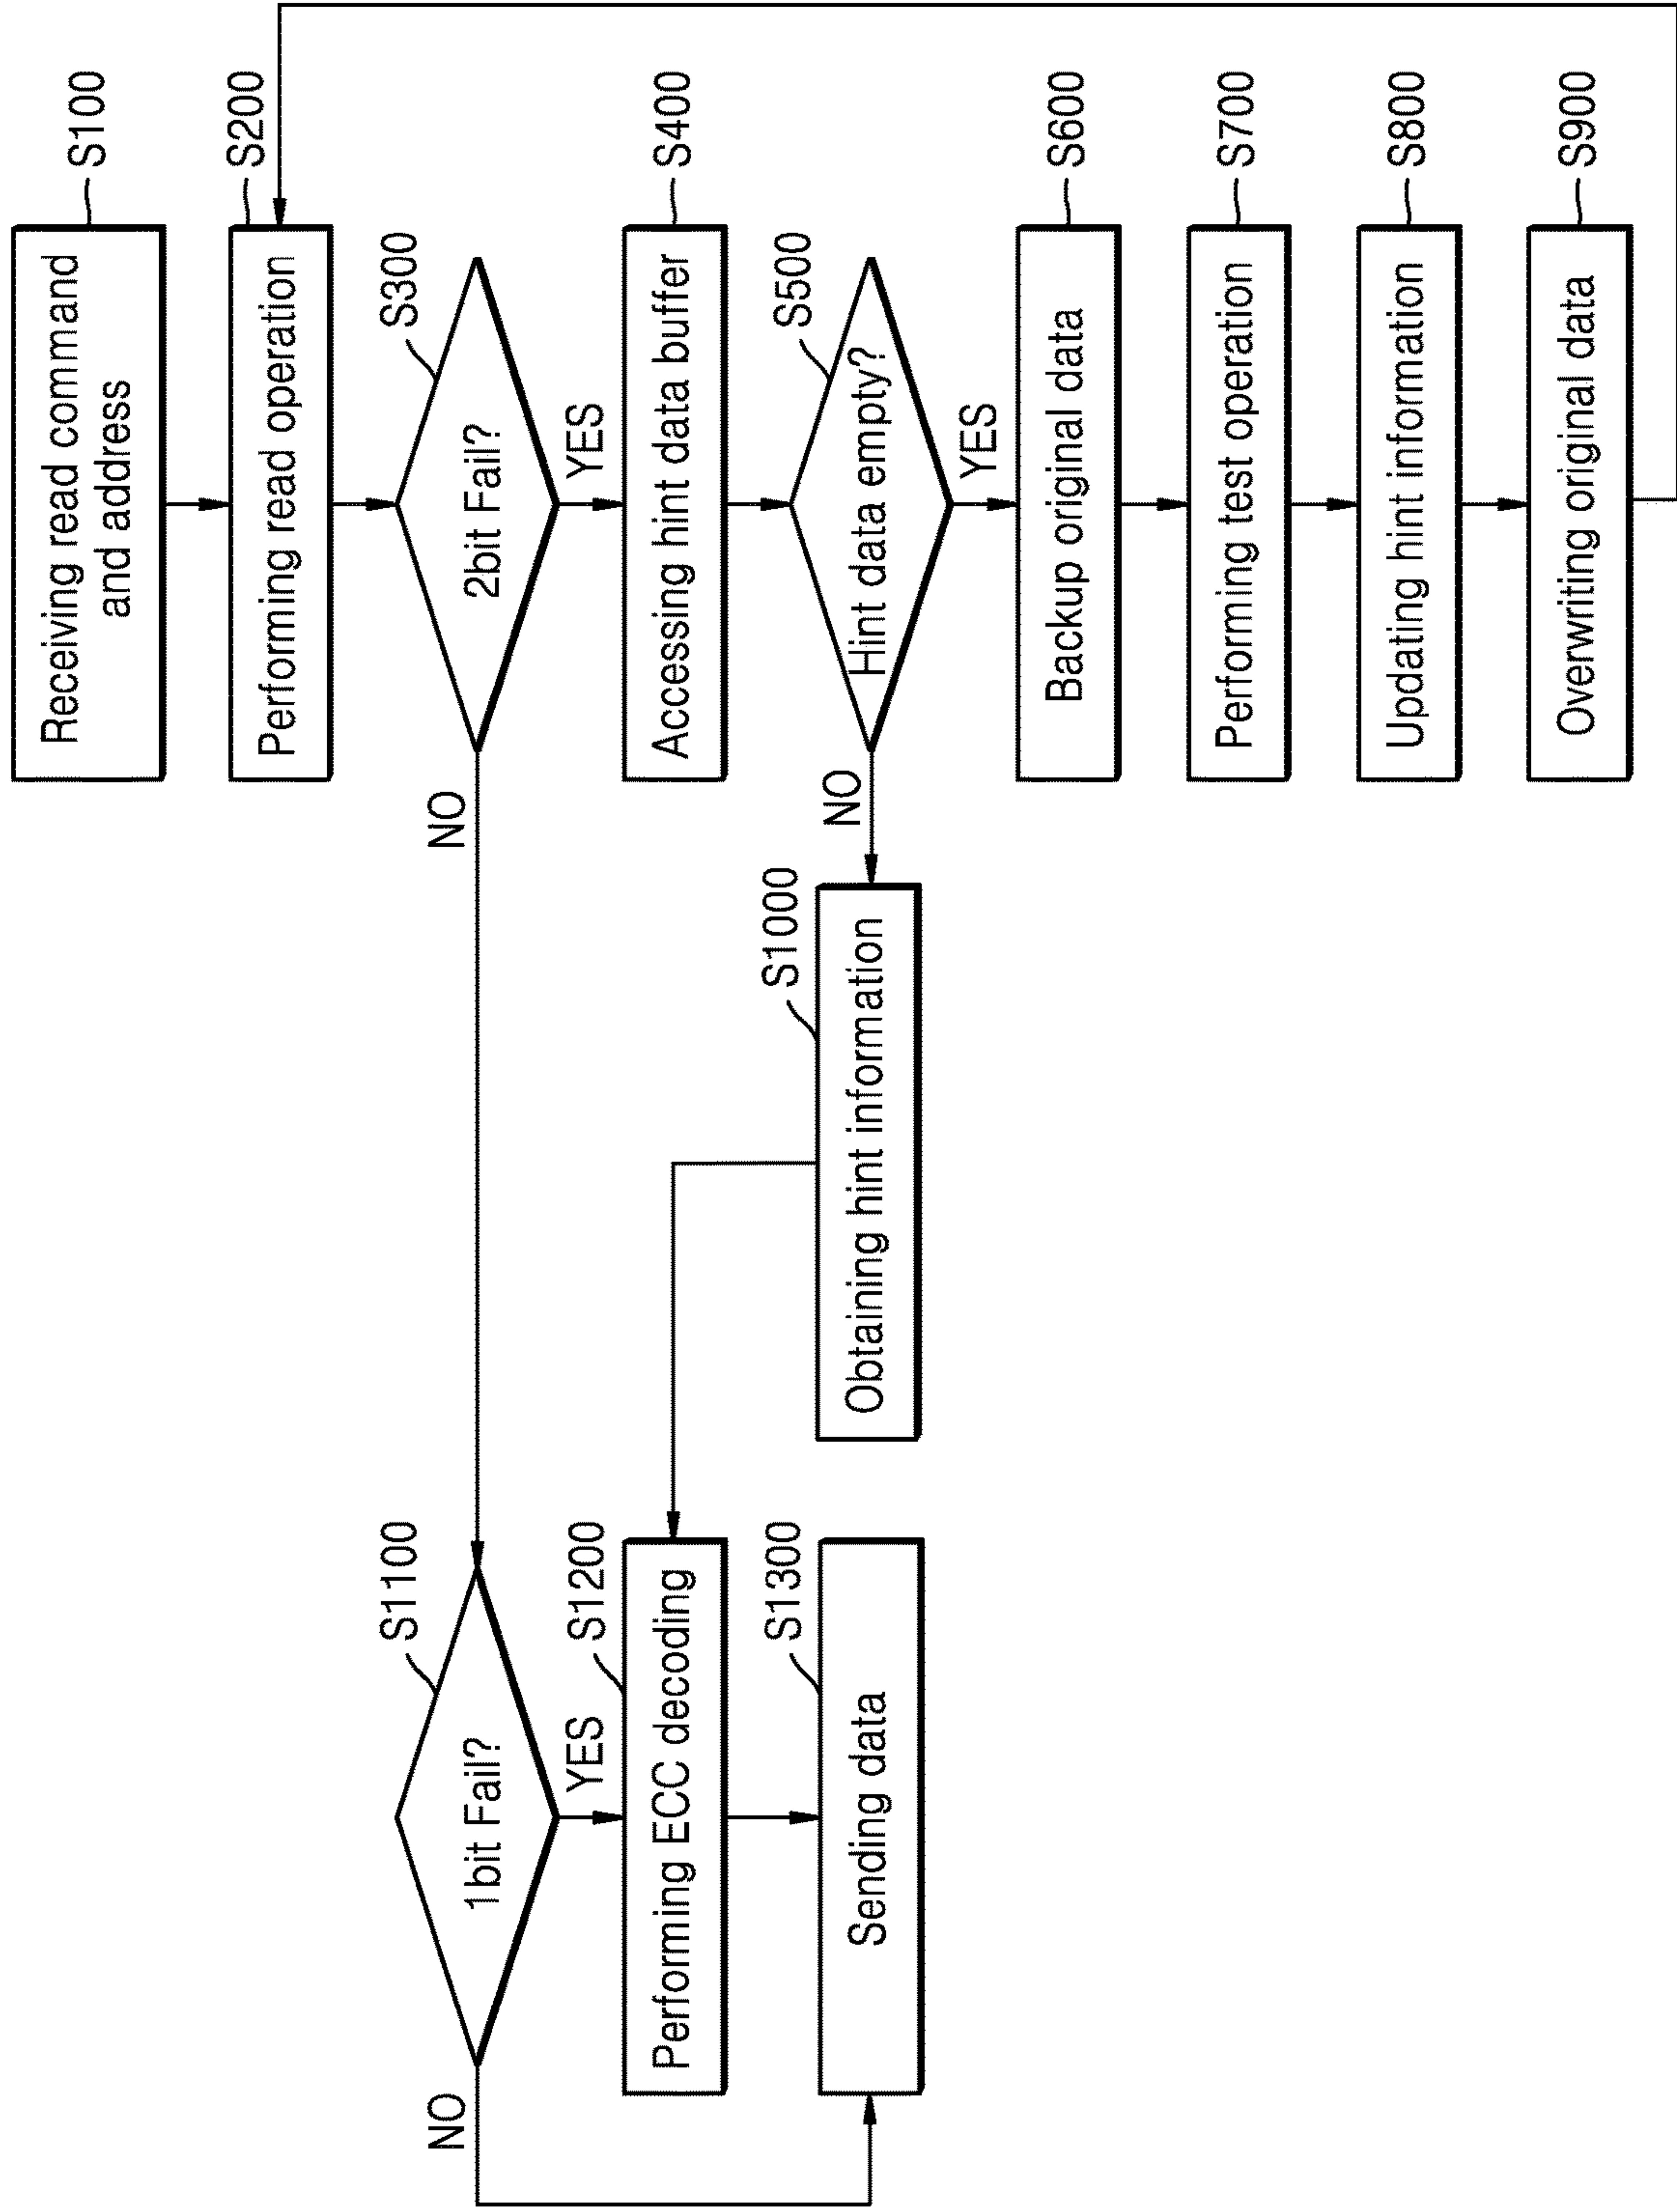 Receiving read command
and address
S100
Performing read operation
S200
2bit Fail?
S300
YES
NO
Accessing hint data buffer
S400
Hint data empty?
S500
YES
NO
Backup original data
S600
Performing test operation
S700
Updating hint information
S800
Overwriting original data
S900
Obtaining hint information
S1000
1bit Fail?
S1100
YES
NO
Performing ECC decoding
S1200
Sending data
S1300